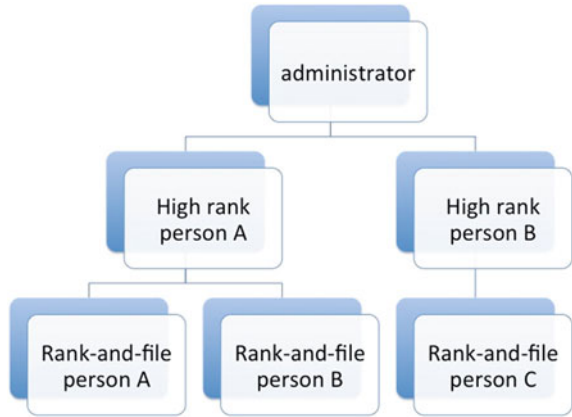 administrator
High rank
person A
High rank
person B
Rank-and-file
person A
Rank-and-file
person B
Rank-and-file
person C